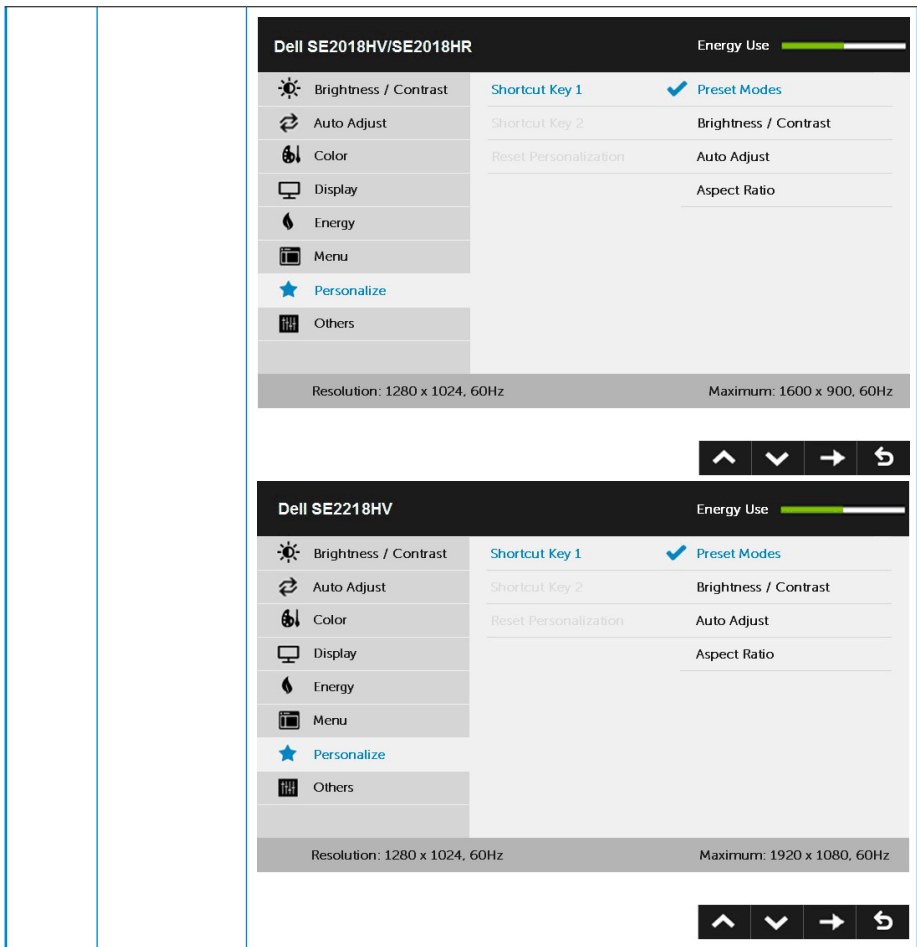 Dell SE2018HV/SE2018HR Energy Use
Brightness / Contrast Shortcut Key 1 Preset Modes
Auto Adjust Shortcut Key 2 Brightness / Contrast
Color Reset Personalization Auto Adjust
Display Aspect Ratio
Energy
Menu
Personalize
Others
Resolution: 1280 x 1024, 60Hz Maximum: 1600 x 900, 60Hz
Dell SE2218HV Energy Use
Brightness / Contrast Shortcut Key 1 Preset Modes
Auto Adjust Shortcut Key 2 Brightness / Contrast
Color Reset Personalization Auto Adjust
Display Aspect Ratio
Energy
Menu
Personalize
Others
Resolution: 1280 x 1024, 60Hz Maximum: 1920 x 1080, 60Hz